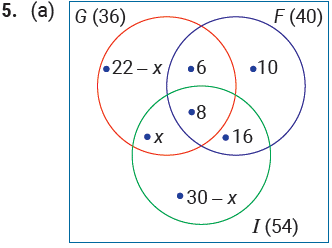 5. (a) G (36) F (40)
22 – x 6 10
8
x 16
30 – x
I (54)